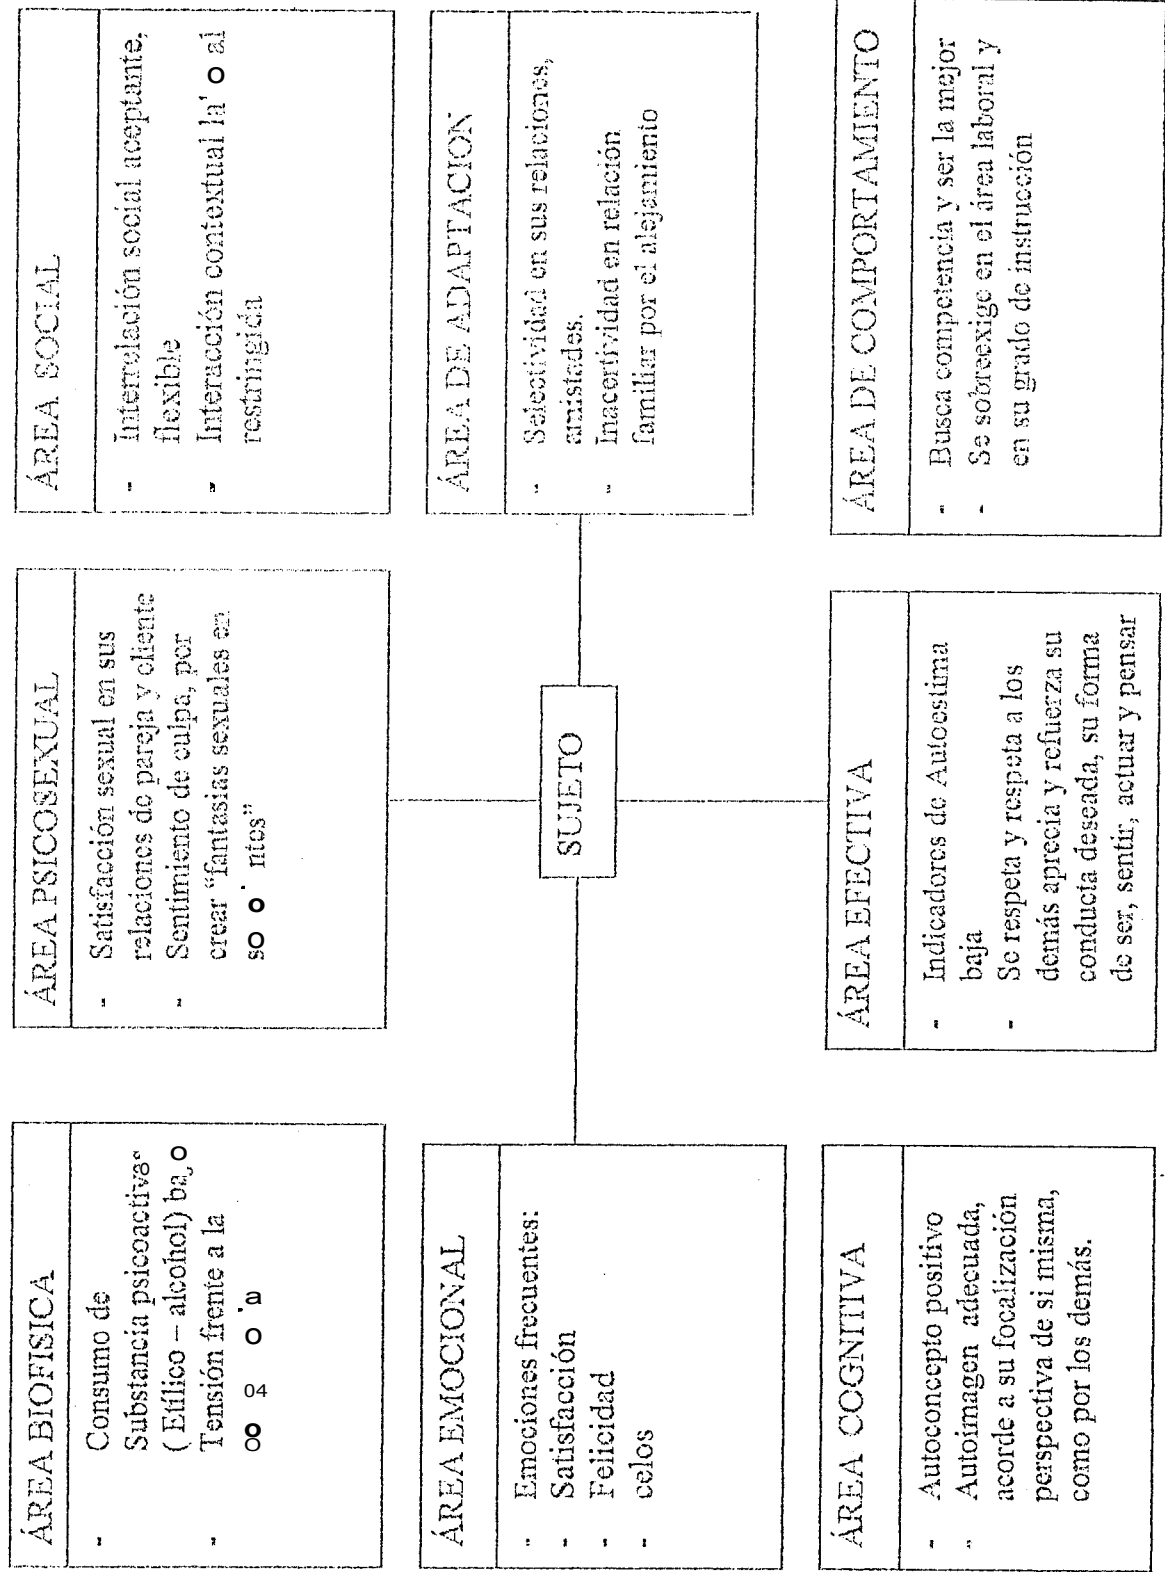 ÁREA BIOFISICA
- Consumo de
Substancia psicoactiva
(Etílico – alcohol) bajo
- Tensión frente a la
ÁREA PSICOSEXUAL
- Satisfacción sexual en sus
relaciones de pareja y cliente
- Sentimiento de culpa, por
crear “fantasias sexuales en
ÁREA SOCIAL
- Interrelación social aceptante,
flexible
- Interacción contextual al
restringida
ÁREA EMOCIONAL
- Emociones frecuentes:
- Satisfacción
- Felicidad
- celos
SUJETO
ÁREA DE ADAPTACION
- Selectividad en sus relaciones,
amistades.
- Inacertividad en relación
familiar por el alejamiento
ÁREA COGNITIVA
- Autoconcepto positivo
- Autoimagen adecuada,
acorde a su focalización
perspectiva de si misma,
como por los demás.
ÁREA EFECTIVA
- Indicadores de Autoestima
baja
- Se respeta y respeta a los
demás aprecia y refuerza su
conducta deseada, su forma
de ser, sentir, actuar y pensar
ÁREA DE COMPORTAMIENTO
- Busca competencia y ser la mejor
- Se sobreexige en el área laboral y
en su grado de instrucción